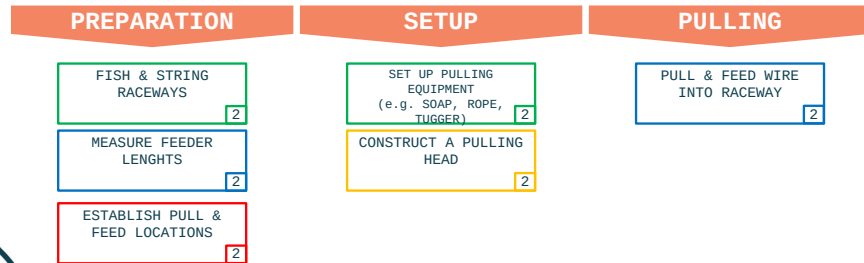 PREPARATION
SETUP
PULLING
FISH & STRING
RACEWAYS
2
SET UP PULLING
EQUIPMENT
(e.g. SOAP, ROPE,
TUGGER)
2
PULL & FEED WIRE
INTO RACEWAY
2
MEASURE FEEDER
LENGHTS
2
CONSTRUCT A PULLING
HEAD
2
ESTABLISH PULL &
FEED LOCATIONS
2